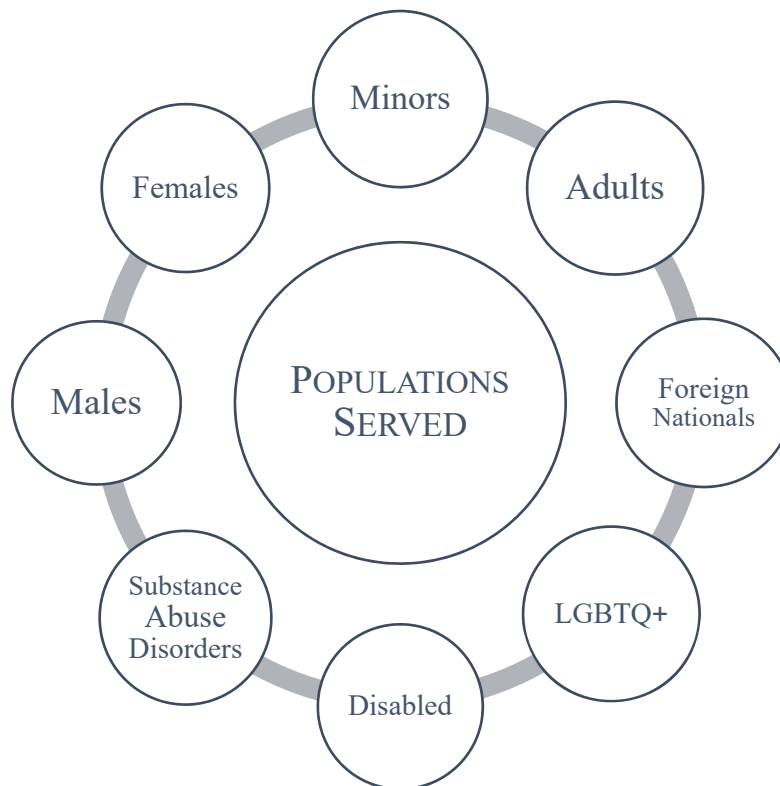 Minors
Adults
Foreign
Nationals
LGBTQ+
Disabled
Substance
Abuse
Disorders
Males
Females
POPULATIONS
SERVED